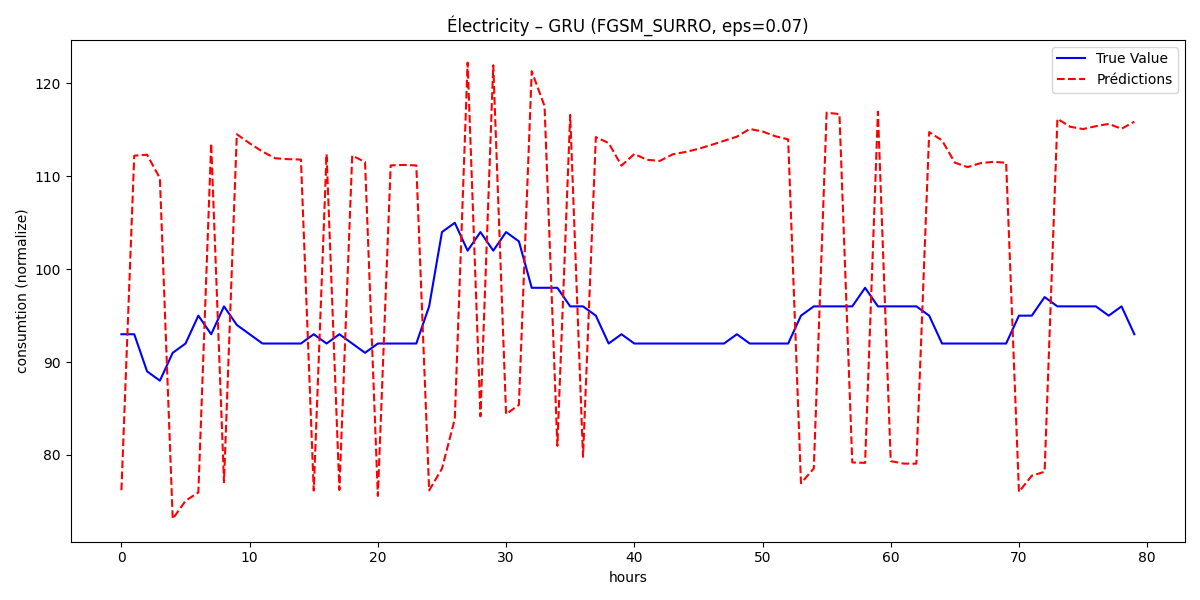 Électricity – GRU (FGSM_SURRO, eps=0.07)
True Value
Prédictions
consumtion (normalize)
120
110
100
90
80
0 10 20 30 40 50 60 70 80
hours